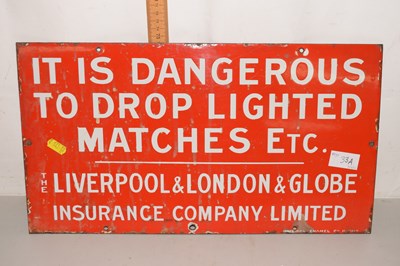 IT IS DANGEROUS
TO DROP LIGHTED
MATCHES ETC.
THE LIVERPOOL & LONDON & GLOBE
INSURANCE COMPANY LIMITED